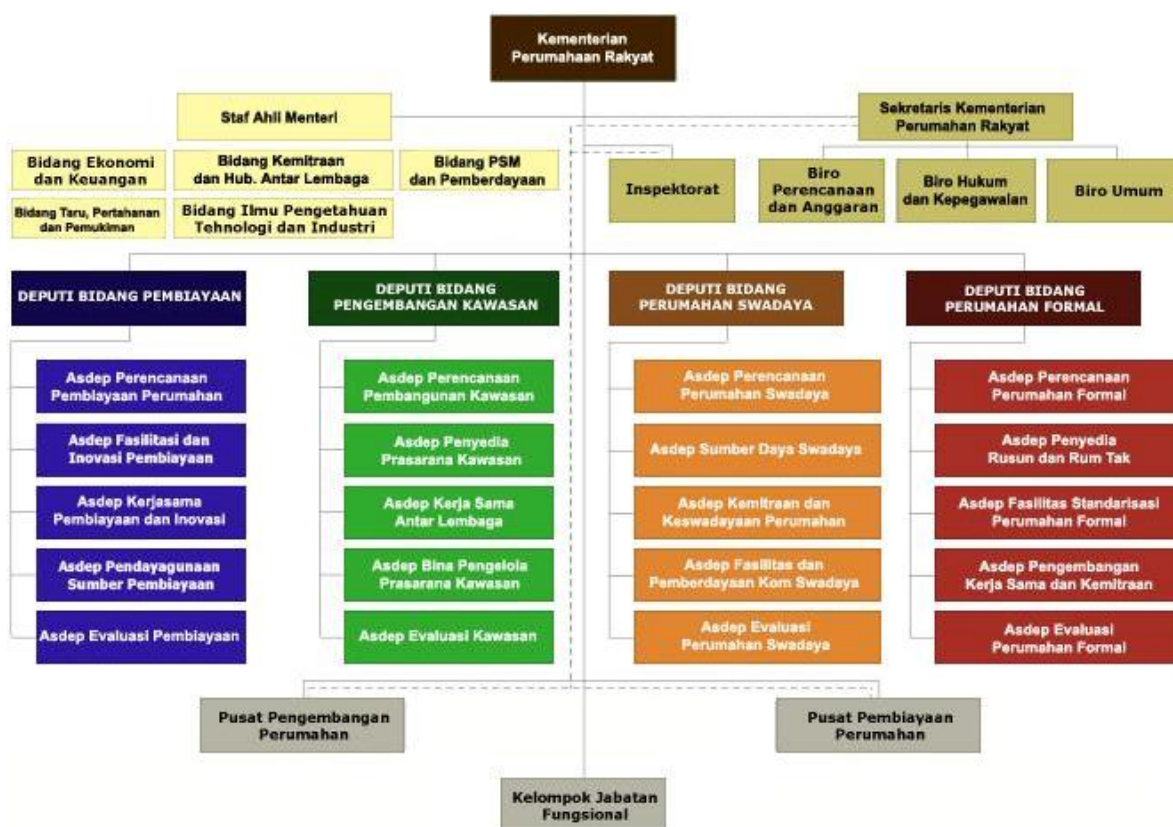 Kementerian
Perumahaan Rakyat
Staf Ahli Menteri
Sekretaris Kementerian
Perumahan Rakyat
Bidang Ekonomi
dan Keuangan
Bidang Kemitraan
dan Hub. Antar Lembaga
Bidang PSM
dan Pemberdayaan
Bidang Taru, Pertahanan
dan Pemukiman
Bidang Ilmu Pengetahuan
Tehnologi dan Industri
Inspektorat
Biro
Perencanaan
dan Anggaran
Biro Hukum
dan Kepegawaian
Biro Umum
DEPUTI BIDANG PEMBIAYAAN
Asdep Perencanaan
Pembiayaan Perumahan
Asdep Fasilitasi dan
Inovasi Pembiayaan
Asdep Kerjasama
Pembiayaan dan Inovasi
Asdep Pendayagunaan
Sumber Pembiayaan
Asdep Evaluasi Pembiayaan
DEPUTI BIDANG
PENGEMBANGAN KAWASAN
Asdep Perencanaan
Pembangunan Kawasan
Asdep Penyedia
Prasarana Kawasan
Asdep Kerja Sama
Antar Lembaga
Asdep Bina Pengelola
Prasarana Kawasan
Asdep Evaluasi Kawasan
DEPUTI BIDANG
PERUMAHAN SWADAYA
Asdep Perencanaan
Perumahan Swadaya
Asdep Sumber Daya Swadaya
Asdep Kemitraan dan
Keswadayaan Perumahan
Asdep Fasilitas dan
Pemberdayaan Kom Swadaya
Asdep Evaluasi
Perumahan Swadaya
DEPUTI BIDANG
PERUMAHAN FORMAL
Asdep Perencanaan
Perumahan Formal
Asdep Penyedia
Rusun dan Rum Tak
Asdep Fasilitas Standarisasi
Perumahan Formal
Asdep Pengembangan
Kerja Sama dan Kemitraan
Asdep Evaluasi
Perumahan Formal
Pusat Pengembangan
Perumahan
Pusat Pembiayaan
Perumahan
Kelompok Jabatan
Fungsional